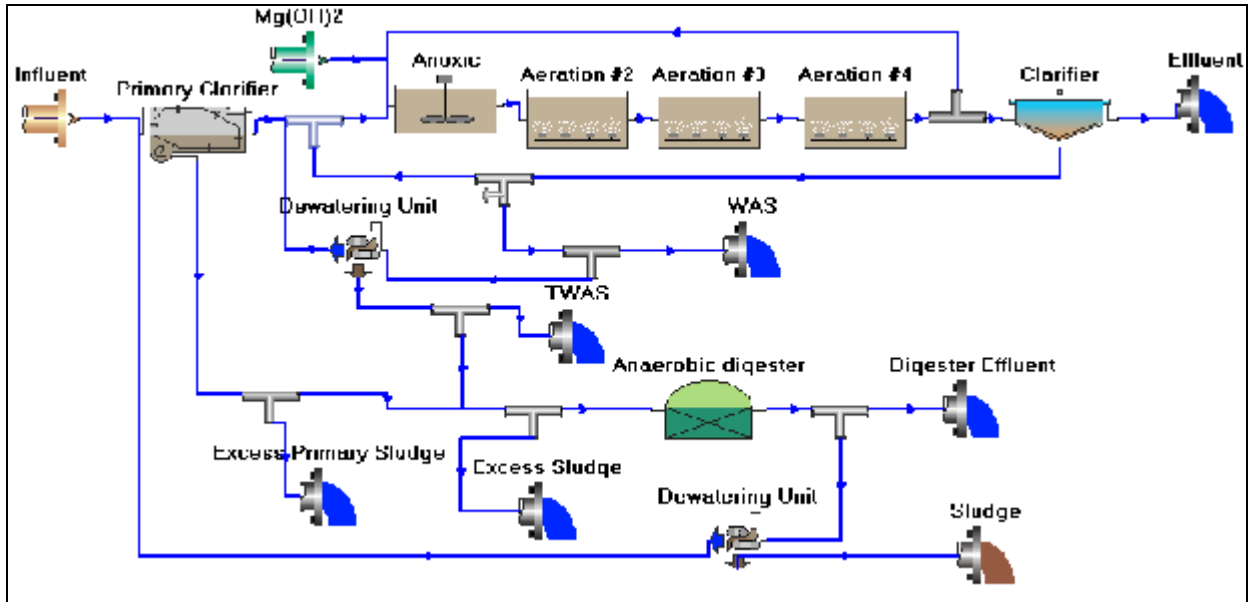 Mg(OH)2
Influent
Primary Clarifier
Anoxic
Aeration #2
Aeration #3
Aeration #4
Clarifier
Effluent
Dewatering Unit
WAS
TWAS
Anaerobic digester
Digester Effluent
Excess Primary Sludge
Excess Sludge
Dewatering Unit
Sludge